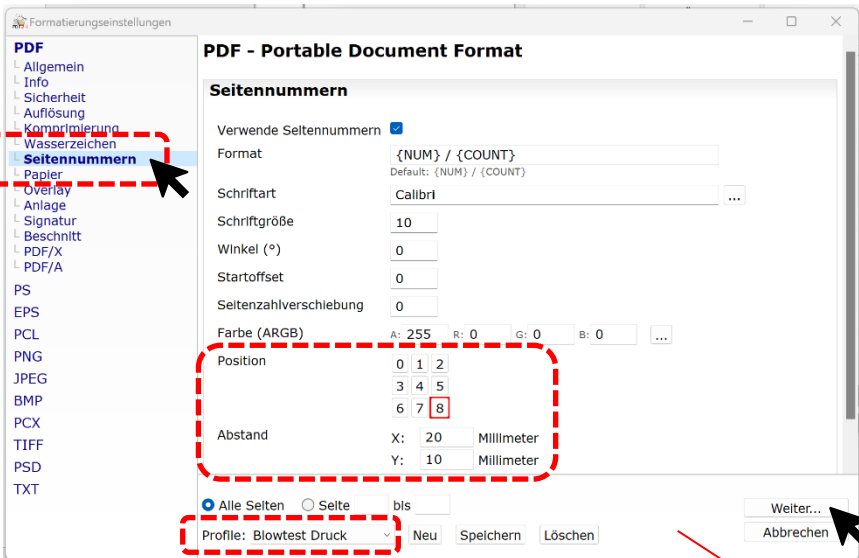 Formatierungseinstellungen
PDF
Allgemein
Info
Sicherheit
Auflösung
Komprimierung
Wasserzeichen
Seitennummern
Papier
Overlay
Anlage
Signatur
Beschnitt
PDF/X
PDF/A
PS
EPS
PCL
PNG
JPEG
BMP
PCX
TIFF
PSD
TXT
PDF - Portable Document Format
Seitennummern
Verwende Seitennummern
Format {NUM} / {COUNT}
Default: {NUM} / {COUNT}
Schriftart Calibri ...
Schriftgröße 10
Winkel (°) 0
Startoffset 0
Seitenzahlverschiebung 0
Farbe (ARGB) A: 255 R: 0 G: 0 B: 0 ...
Position 0 1 2
3 4 5
6 7 8
Abstand X: 20 Millimeter
Y: 10 Millimeter
Alle Seiten Seite bis
Profile: Blowtest Druck Neu Speichern Löschen
Weiter...
Abbrechen